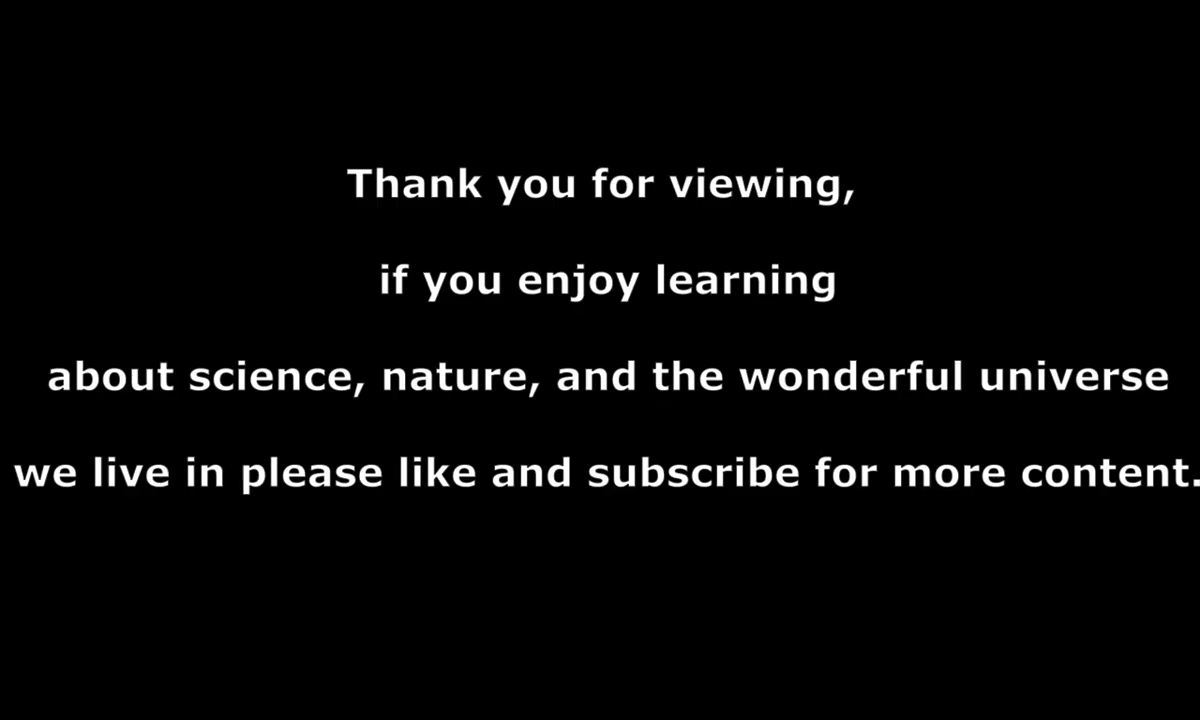 Thank you for viewing,
if you enjoy learning
about science, nature, and the wonderful universe
we live in please like and subscribe for more content.